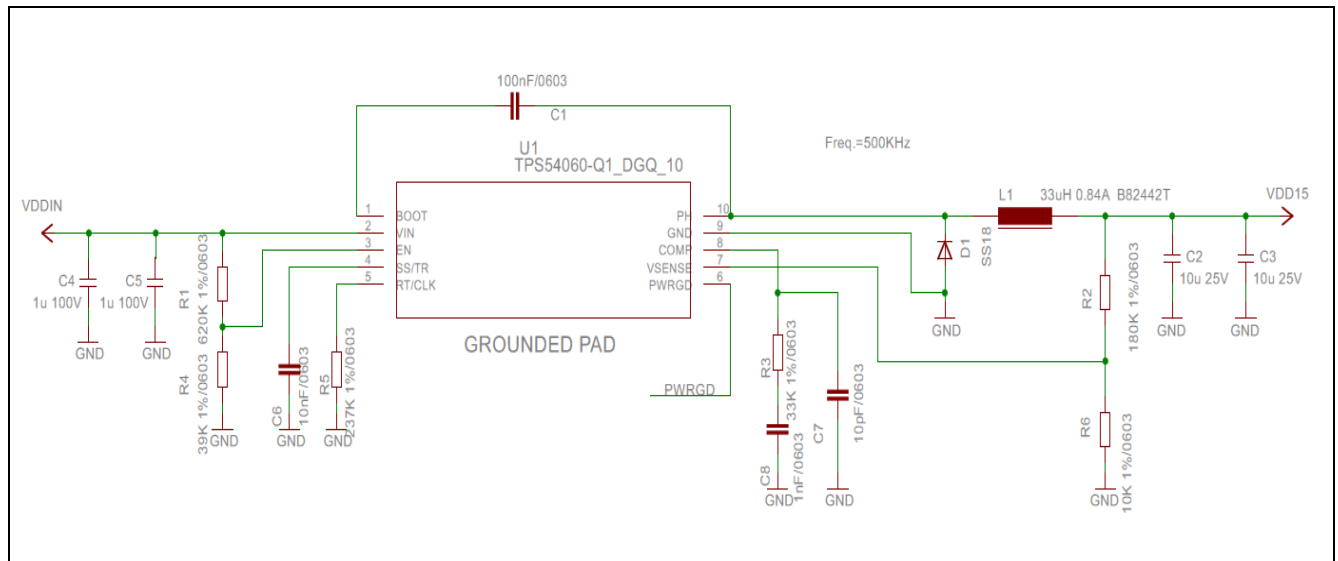 100nF/0603
C1
U1
TPS54060-Q1_DGQ_10
Freq.=500KHz
VDDIN
1 BOOT
2 VIN
3 EN
4 SS/TR
5 RT/CLK
PH 10
GND 9
COMP 8
VSENSE 7
PWRGD 6
GROUNDED PAD
L1 33uH 0.84A B82442T
VDD15
D1
SS18
GND
C4
1u 100V
GND
C5
1u 100V
GND
R1
620K 1%/0603
R4
39K 1%/0603
GND
C6
10nF/0603
GND
R5
237K 1%/0603
GND
PWRGD
R3
33K 1%/0603
C8
1nF/0603
GND
C7
10pF/0603
GND
R2
180K 1%/0603
R6
10K 1%/0603
GND
C2
10u 25V
GND
C3
10u 25V
GND